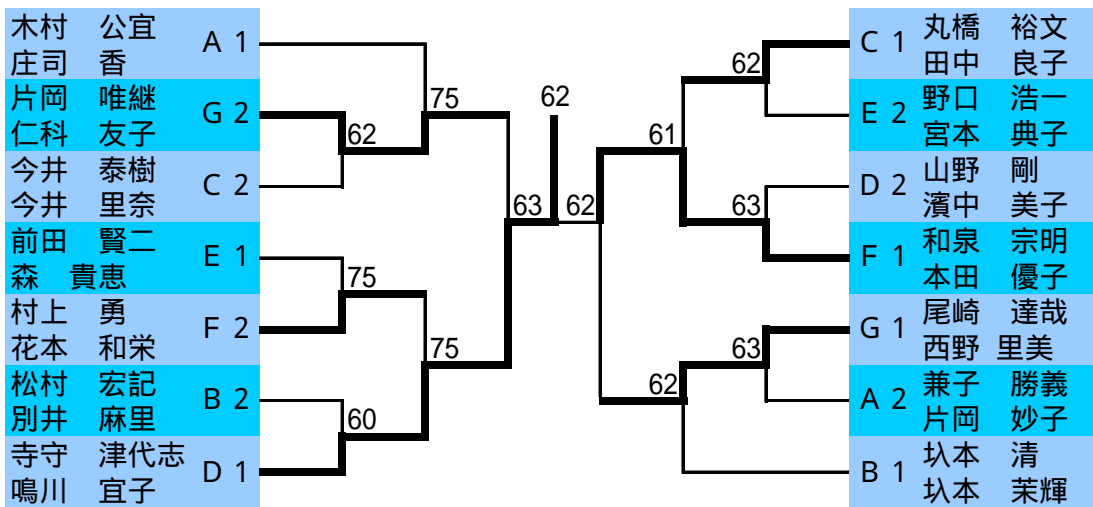 木村 公宜
庄司 香
A 1
片岡 唯継
仁科 友子
G 2
今井 泰樹
今井 里奈
C 2
前田 賢二
森 貴恵
E 1
村上 勇
花本 和栄
F 2
松村 宏記
別井 麻里
B 2
寺守 津代志
鳴川 宜子
D 1
75
62
75
60
75
63
62
62
61
62
63
63
62
C 1
丸橋 裕文
田中 良子
E 2
野口 浩一
宮本 典子
D 2
山野 剛
濱中 美子
F 1
和泉 宗明
本田 優子
G 1
尾崎 達哉
西野 里美
A 2
兼子 勝義
片岡 妙子
B 1
圦本 清
圦本 茉輝